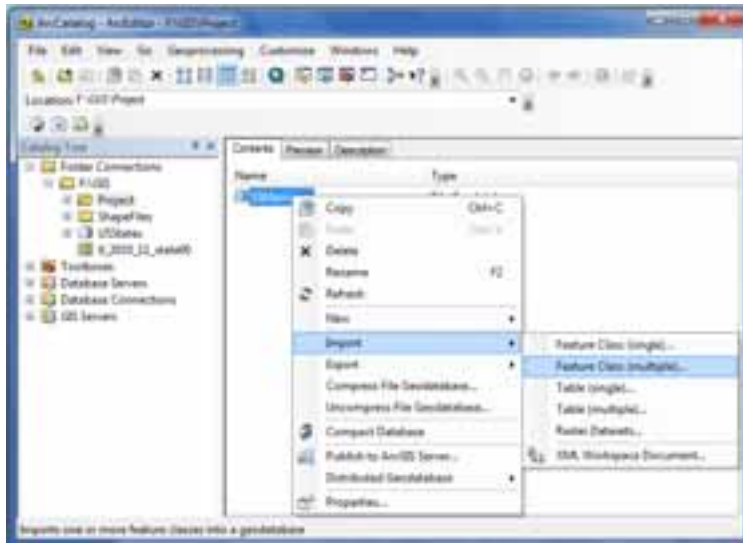 ArcCatalog - ArcEditor - F:\GIS\Project
File Edit View Go Geoprocessing Customize Windows Help
Location: F:\GIS\Project
Catalog Tree
Folder Connections
F:\GIS
Project
ShapeFiles
USStates
Toolboxes
Database Servers
Database Connections
GIS Servers
Contents Preview Description
Name Type
Copy Ctrl+C
Paste
Delete
Rename F2
Refresh
New
Import
Export
Compress File Geodatabase...
Uncompress File Geodatabase...
Compact Database
Publish to ArcGIS Server...
Distributed Geodatabase
Properties...
Feature Class (single)...
Feature Class (multiple)...
Table (single)...
Table (multiple)...
Raster Datasets...
XML Workspace Document...
Imports one or more feature classes into a geodatabase